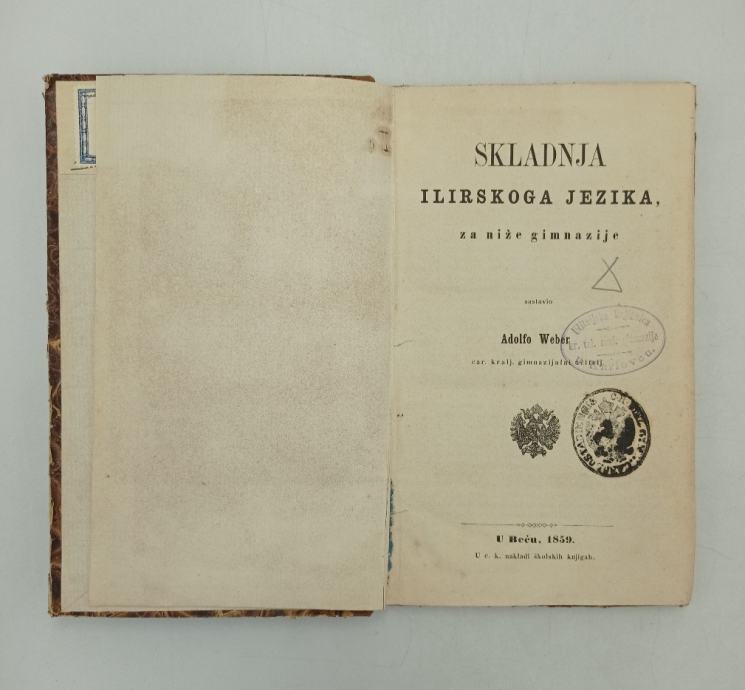 SKLADNJA
ILIRSKOGA JEZIKA,
za niže gimnazije
sastavio
Adolfo Weber
car. kralj. gimnazijalni učitelj.
U Beču, 1859.
U c. k. nakladi školskih knjigah.